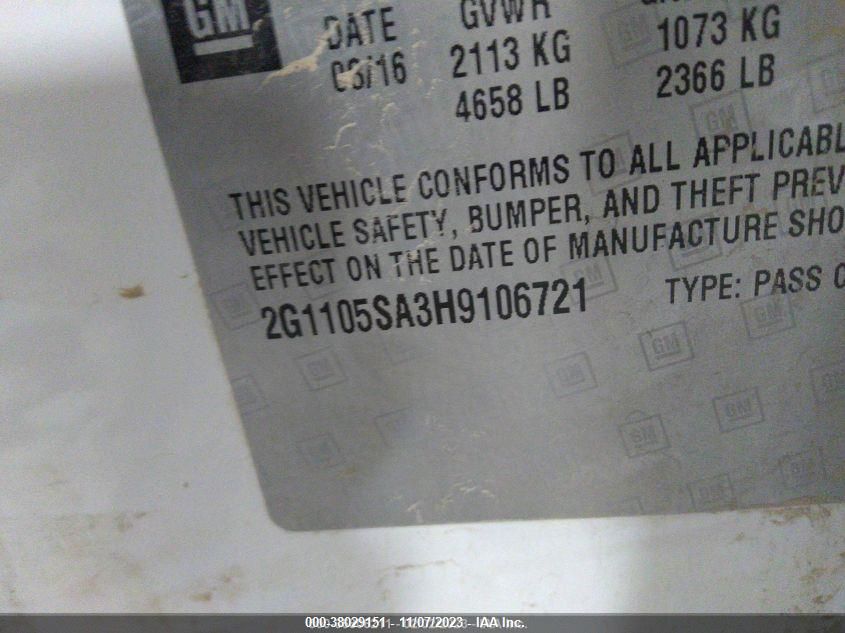 GM
DATE GVWR
08/16 2113 KG 1073 KG
4658 LB 2366 LB
THIS VEHICLE CONFORMS TO ALL APPLICABL
VEHICLE SAFETY, BUMPER, AND THEFT PREV
EFFECT ON THE DATE OF MANUFACTURE SHO
2G1105SA3H9106721 TYPE: PASS C
000-38029151 - 11/07/2023 - IAA Inc.